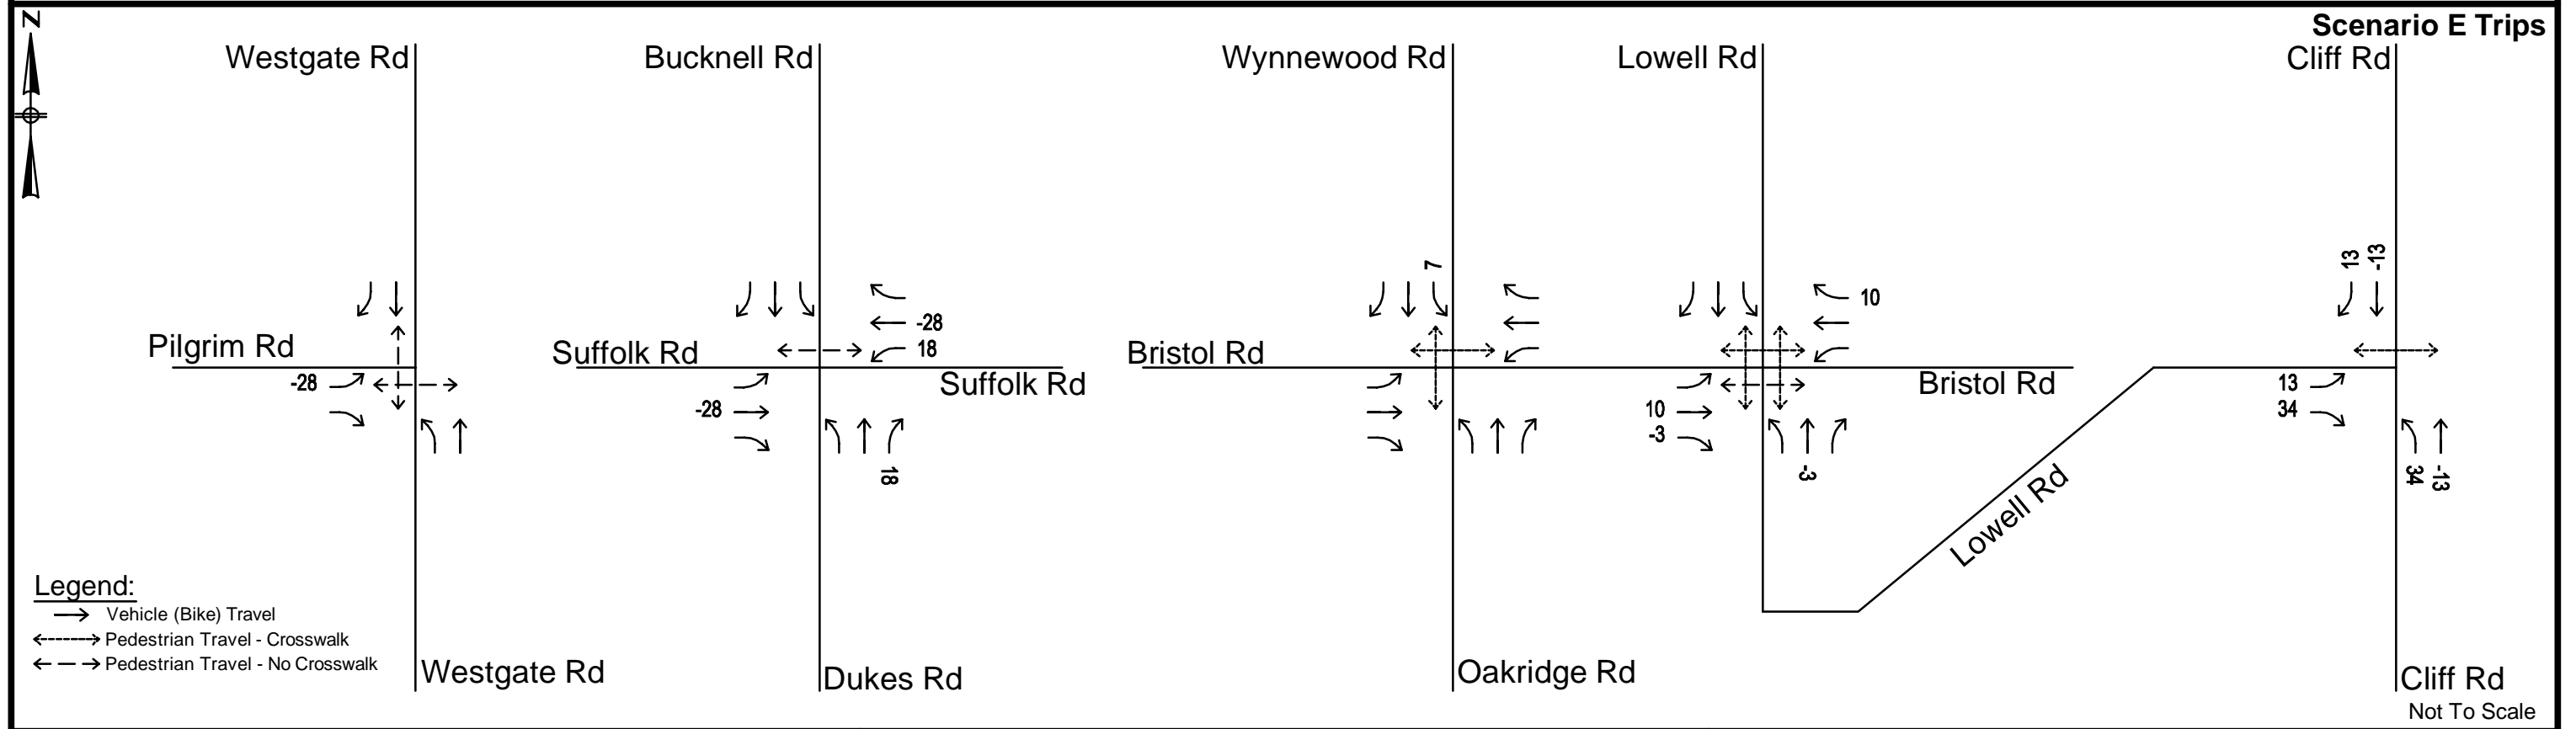 N
Scenario E Trips
Westgate Rd
Bucknell Rd
Wynnewood Rd
Lowell Rd
Cliff Rd
7
13
-13
10
-28
18
Pilgrim Rd
Suffolk Rd
Bristol Rd
-28
Suffolk Rd
Bristol Rd
13
-28
10
34
-3
18
-3
34
-13
Lowell Rd
Legend:
Vehicle (Bike) Travel
Pedestrian Travel - Crosswalk
Pedestrian Travel - No Crosswalk
Westgate Rd
Dukes Rd
Oakridge Rd
Cliff Rd
Not To Scale